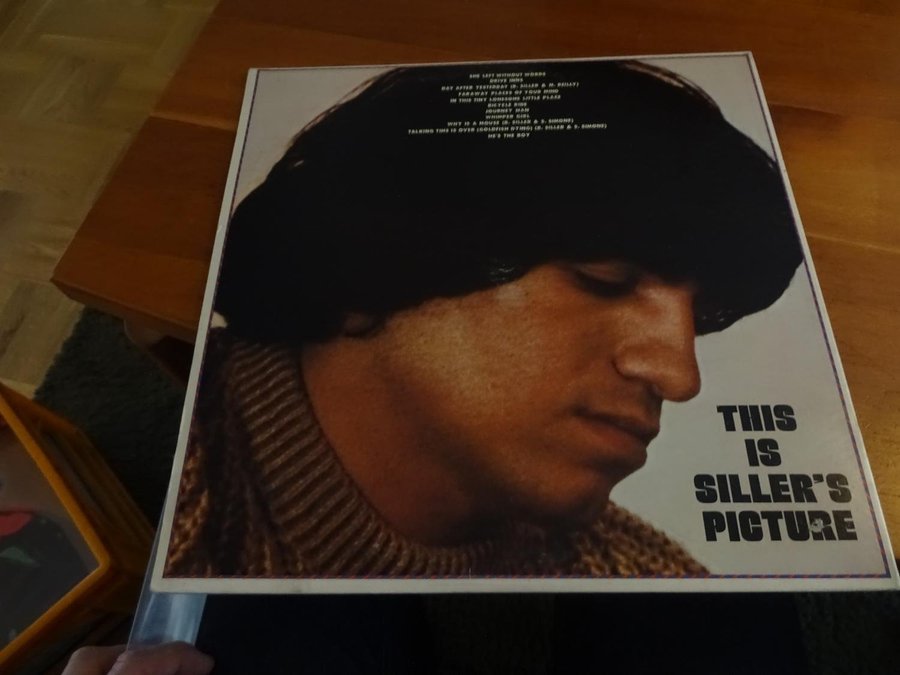 SHE LEFT WITHOUT WORDS
DRIVE INNS
DAY AFTER YESTERDAY (B. SILLER & N. REILLY)
FARAWAY PLACES OF YOUR MIND
IN THIS TINY LONESOME LITTLE PLACE
BICYCLE RIDE
JOURNEY MAN
WHIMPER GIRL
WHY IS A MOUSE (B. SILLER & S. SIMONE)
TALKING THIS IS OVER (GOLDFISH DYING) (B. SILLER & S. SIMONE)
HE'S THE BOY
THIS
IS
SILLER'S
PICTURE